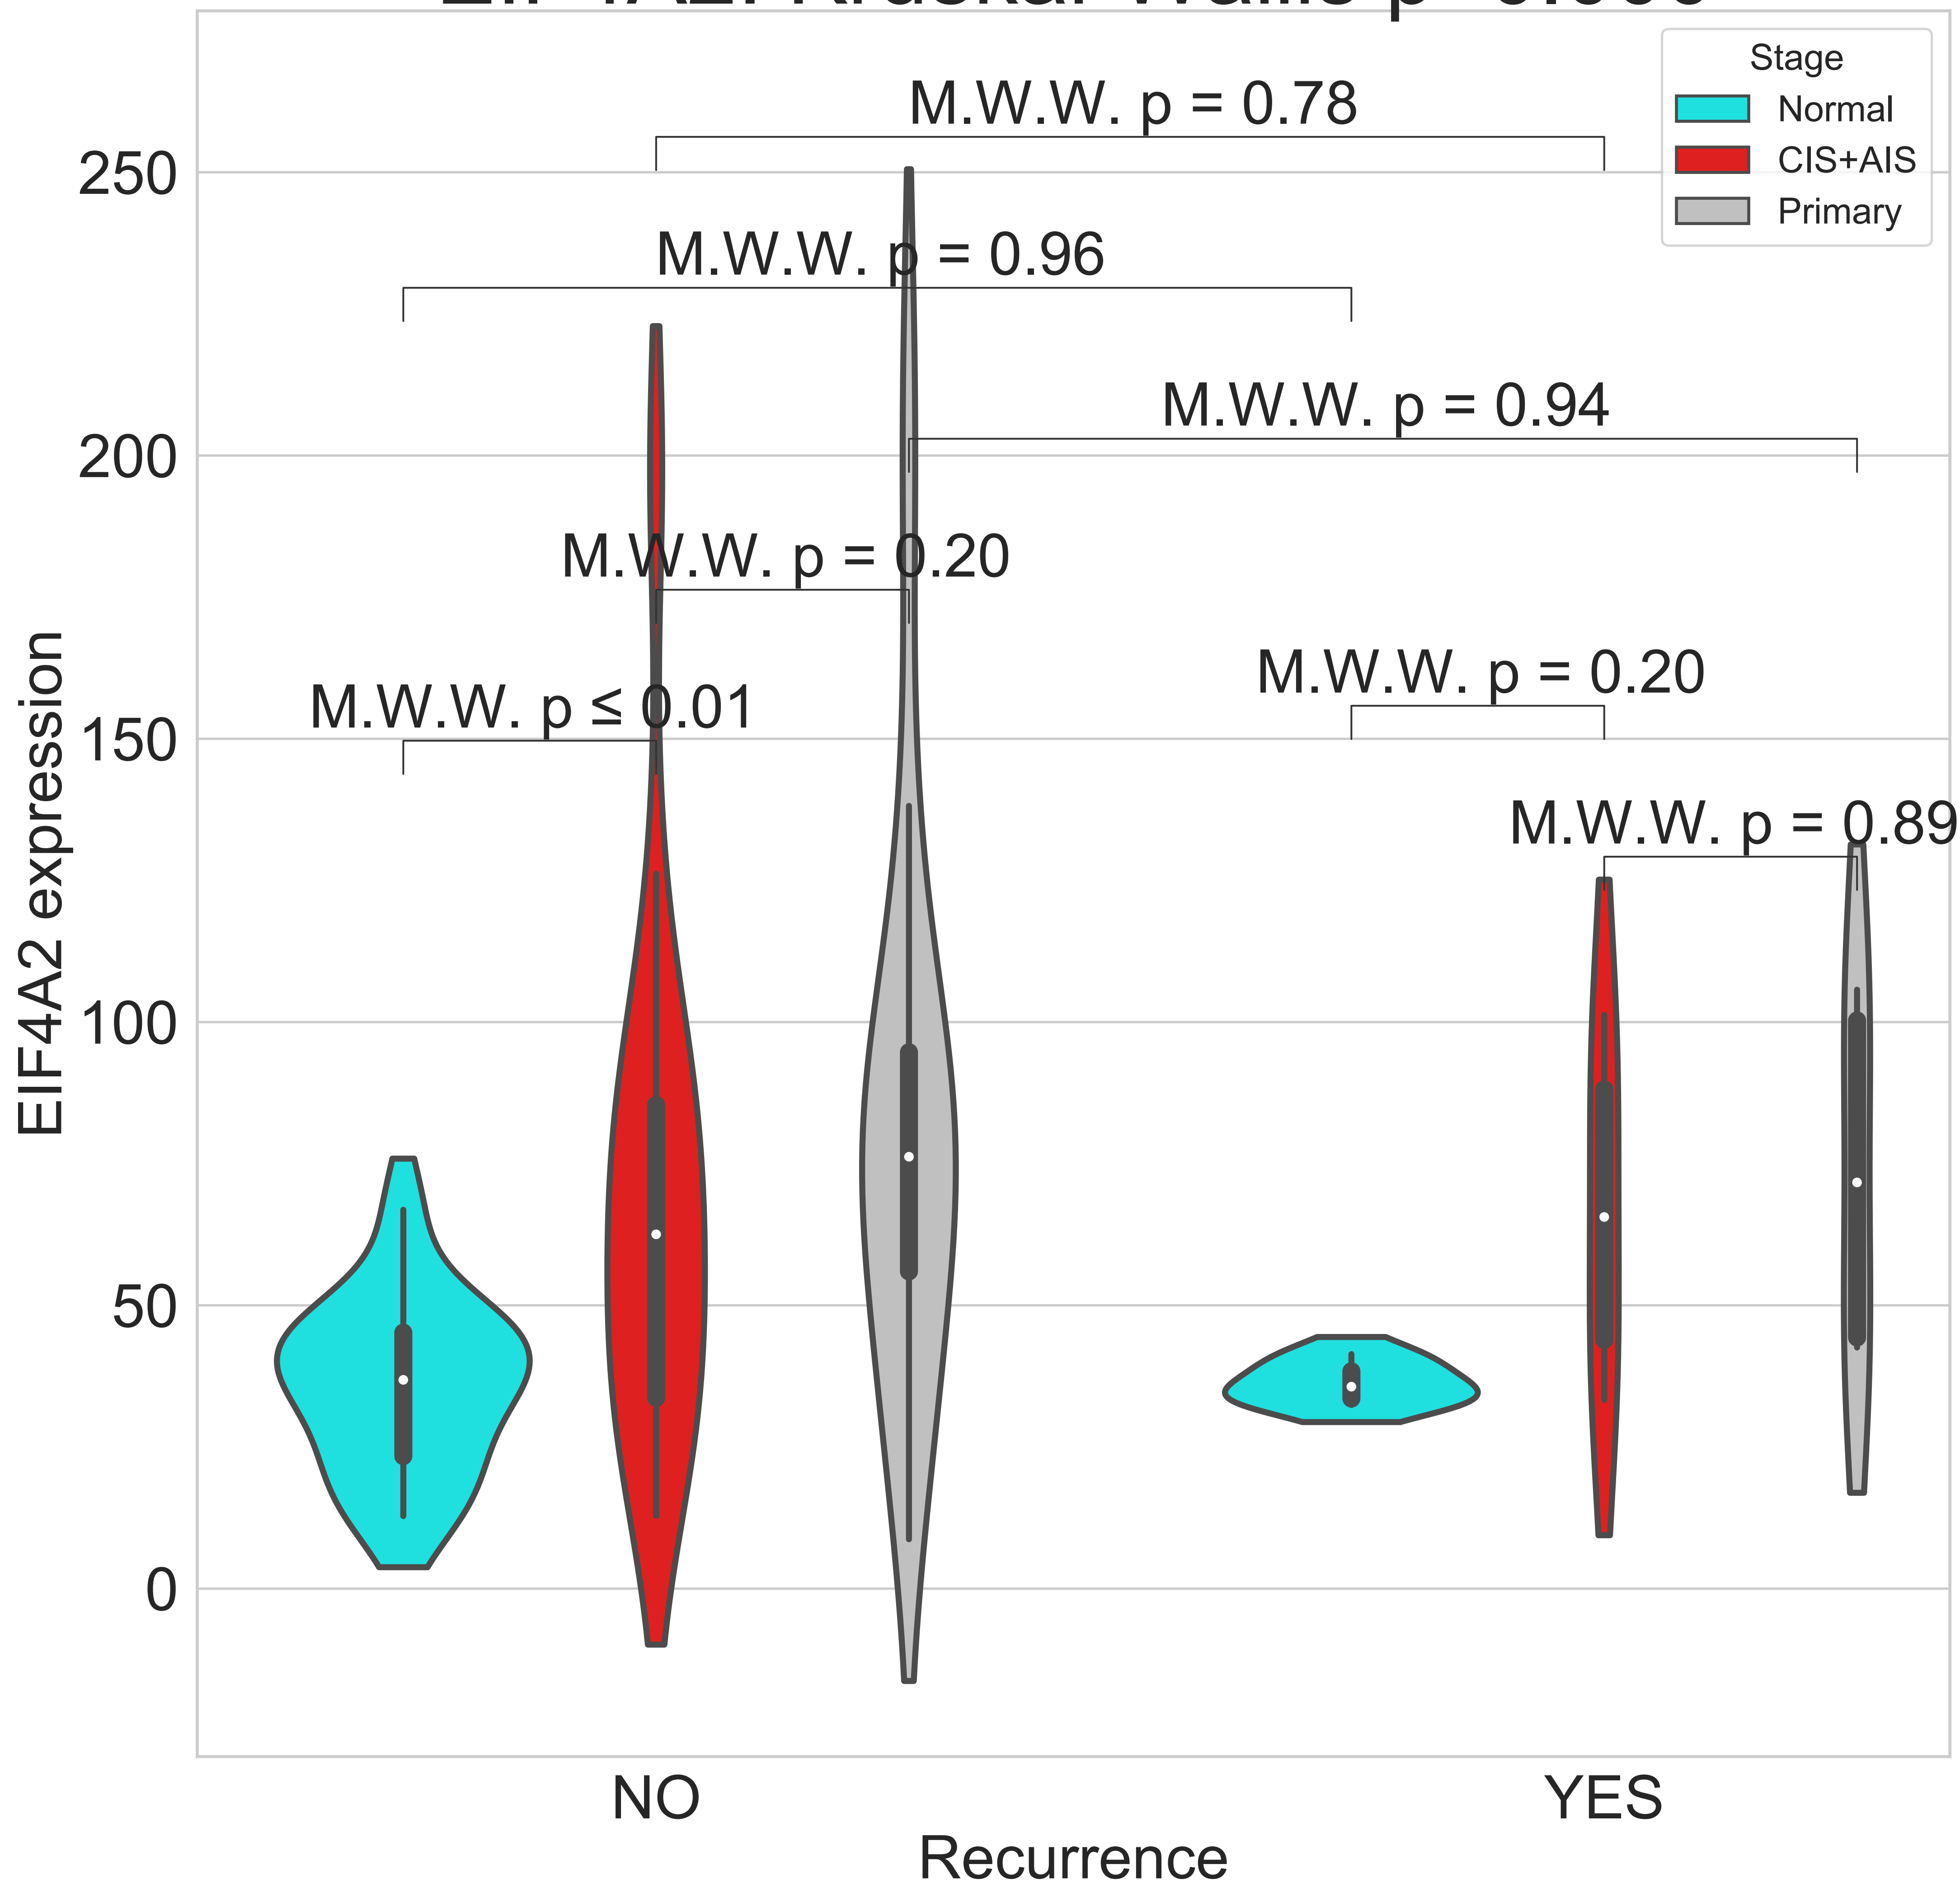 Stage
Normal
CIS+AIS
Primary
M.W.W. p = 0.78
M.W.W. p = 0.96
M.W.W. p = 0.94
M.W.W. p = 0.20
M.W.W. p ≤ 0.01
M.W.W. p = 0.20
M.W.W. p = 0.89
250
200
150
100
50
0
EIF4A2 expression
NO
YES
Recurrence